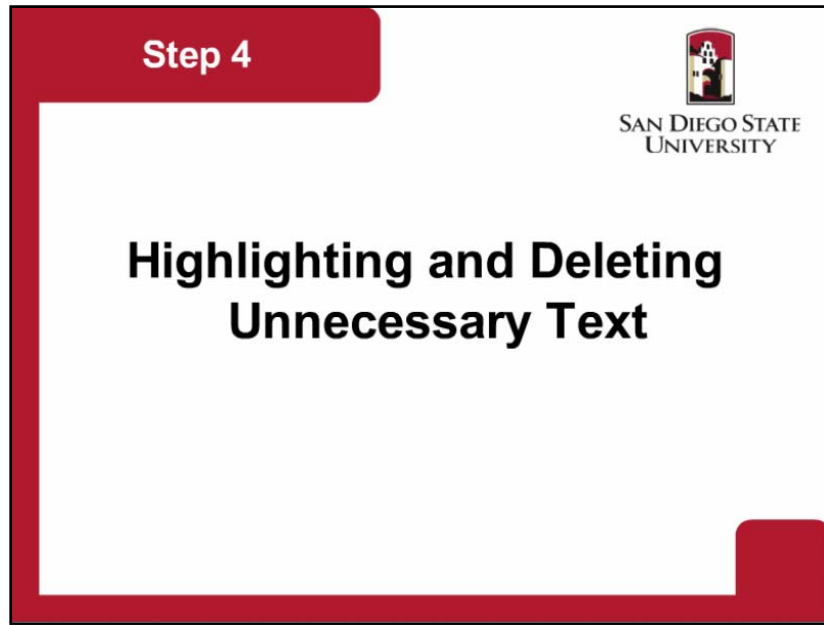 Step 4
SAN DIEGO STATE
UNIVERSITY
Highlighting and Deleting
Unnecessary Text